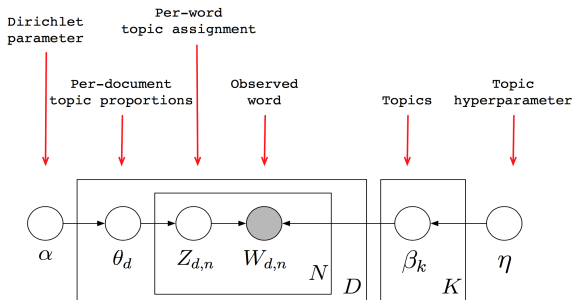 Dirichlet
parameter
Per-word
topic assignment
Per-document
topic proportions
Observed
word
Topics
Topic
hyperparameter
α
θd
Zd,n
Wd,n
N
D
βk
K
η